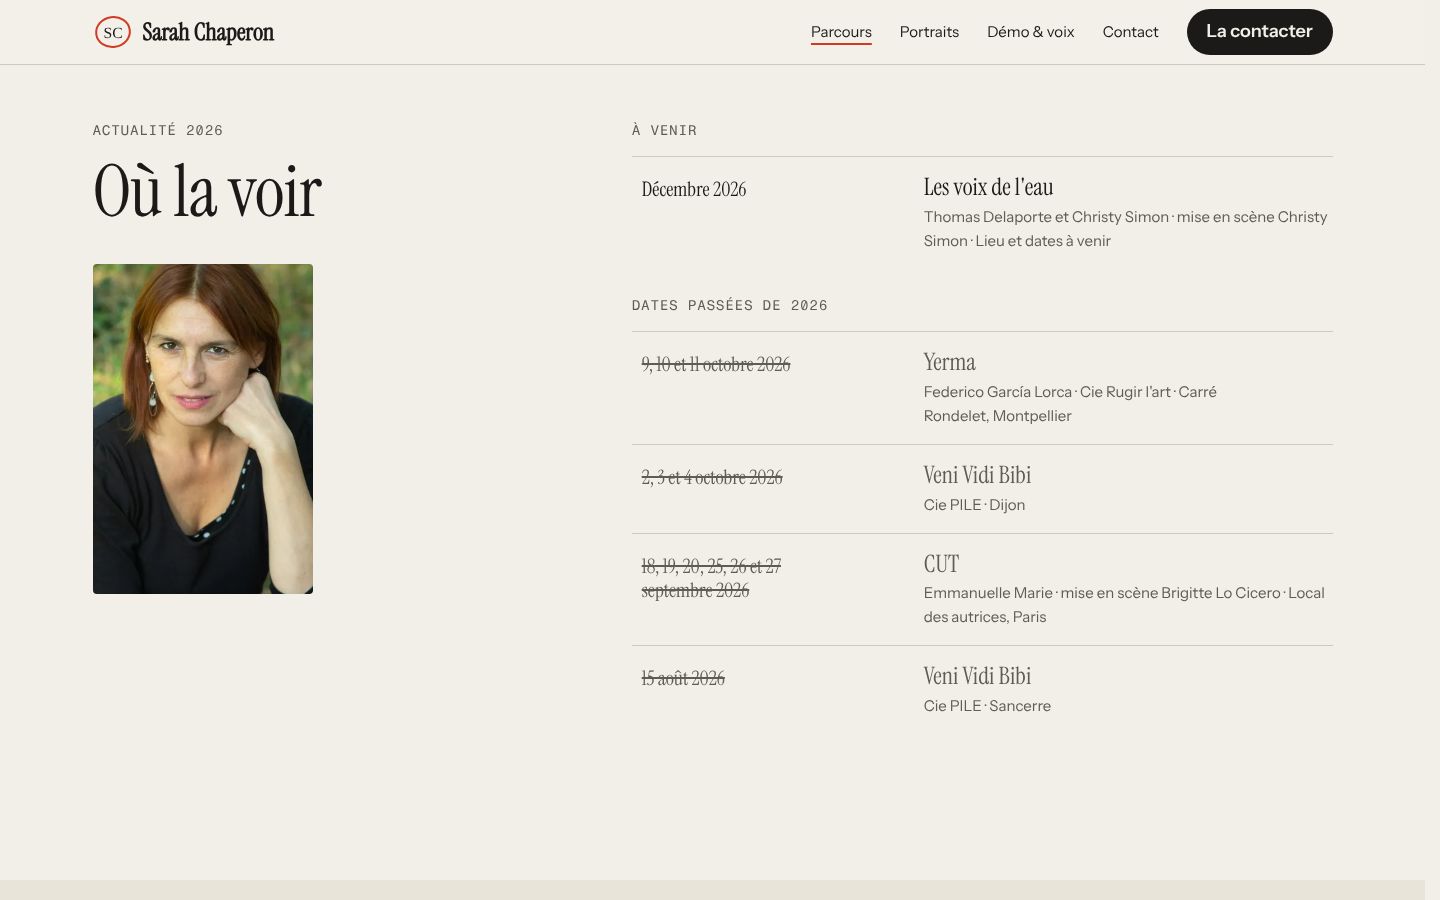 SC
Sarah Chaperon
Parcours
Portraits
Démo & voix
Contact
La contacter
ACTUALITÉ 2026
Où la voir
À VENIR
Décembre 2026
Les voix de l'eau
Thomas Delaporte et Christy Simon · mise en scène Christy
Simon · Lieu et dates à venir
DATES PASSÉES DE 2026
9, 10 et 11 octobre 2026
Yerma
Federico García Lorca · Cie Rugir l'art · Carré
Rondelet, Montpellier
2, 3 et 4 octobre 2026
Veni Vidi Bibi
Cie PILE · Dijon
18, 19, 20, 25, 26 et 27
septembre 2026
CUT
Emmanuelle Marie · mise en scène Brigitte Lo Cicero · Local
des autrices, Paris
15 août 2026
Veni Vidi Bibi
Cie PILE · Sancerre